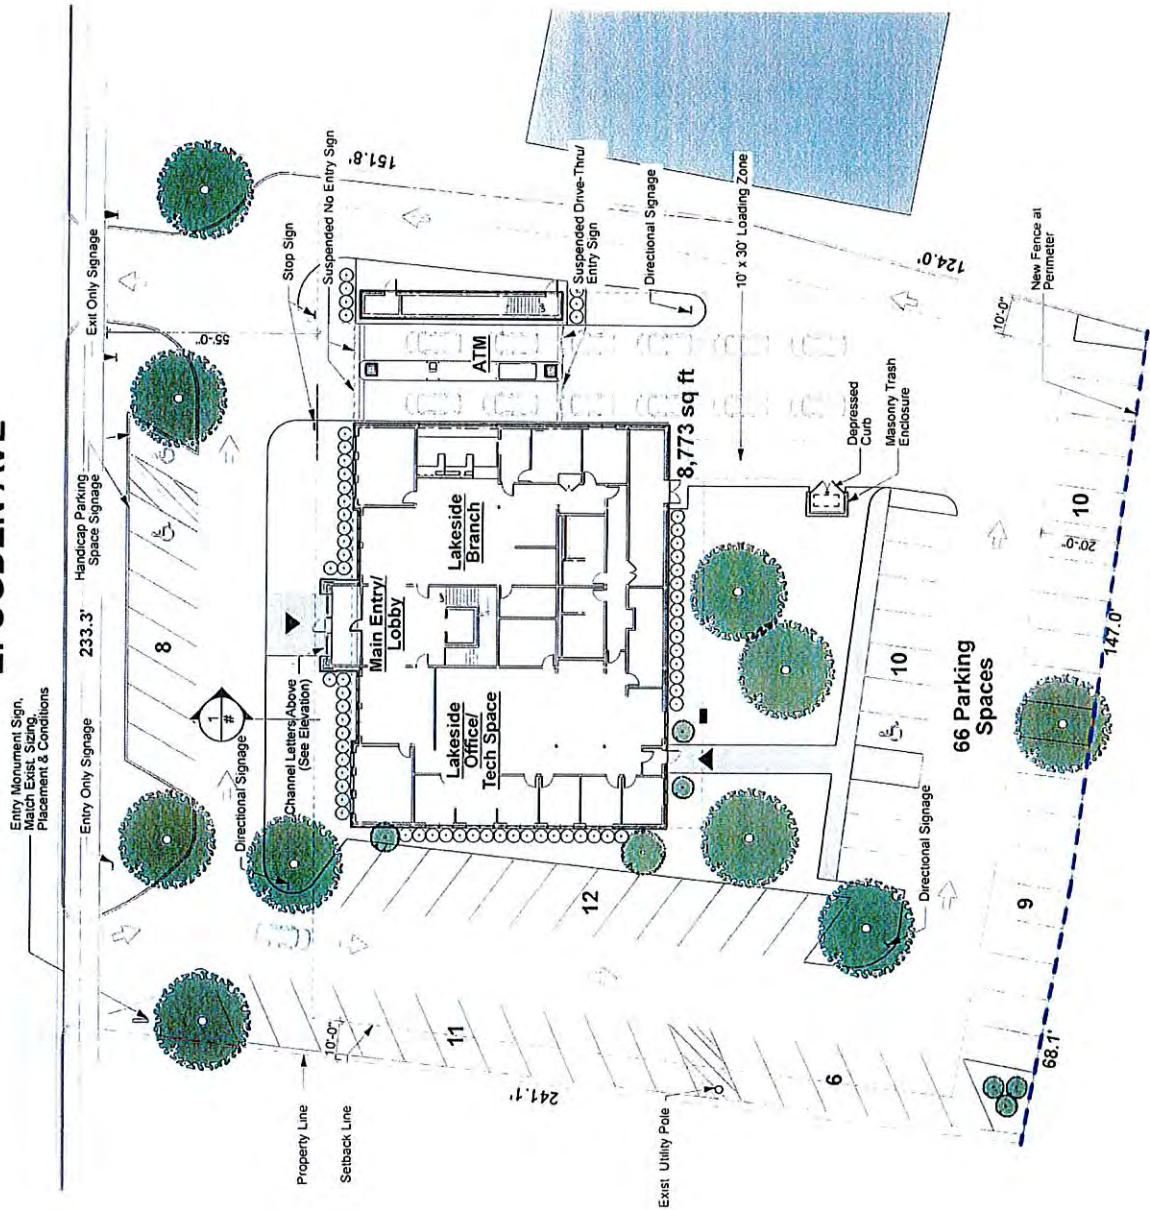 E. OGDEN AVE
Entry Monument Sign,
Match Exist. Sizing,
Placement & Conditions
Entry Only Signage
233.3'
Handicap Parking
Space Signage
Exit Only Signage
8
1
#
Directional Signage
Channel Letters Above
(See Elevation)
55'-0"
Stop Sign
Suspended No Entry Sign
151.8'
Main Entry/
Lobby
Lakeside
Branch
Lakeside
Office/
Tech Space
ATM
8,773 sq ft
Suspended Drive-Thru/
Entry Sign
Directional Signage
10' x 30' Loading Zone
Property Line
Setback Line
10'-0"
11
12
241.1'
Exist Utility Pole
6
Depressed
Curb
Masonry Trash
Enclosure
124.0'
10'-0"
New Fence at
Perimeter
Directional Signage
10
66 Parking
Spaces
9
10
20'-0"
68.1'
147.0'